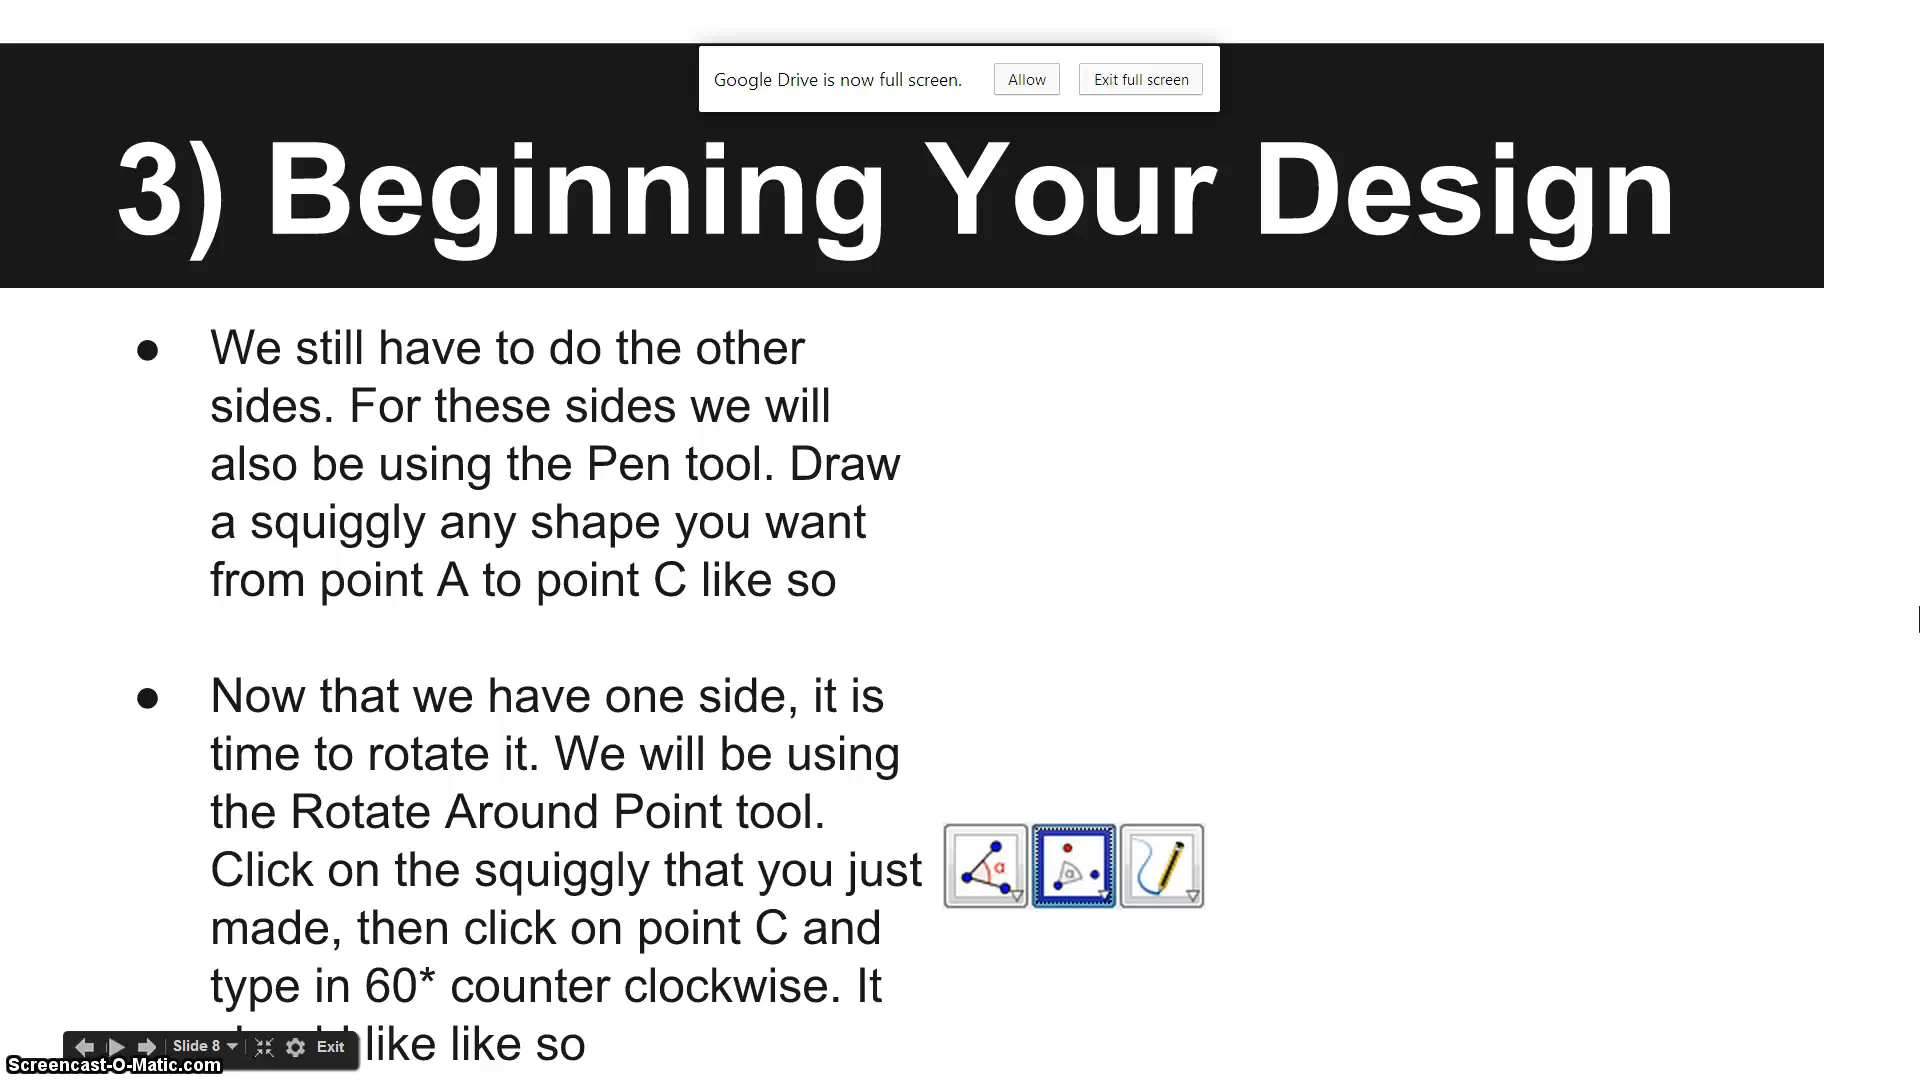 Google Drive is now full screen. Allow Exit full screen
3) Beginning Your Design
● We still have to do the other
sides. For these sides we will
also be using the Pen tool. Draw
a squiggly any shape you want
from point A to point C like so
● Now that we have one side, it is
time to rotate it. We will be using
the Rotate Around Point tool.
Click on the squiggly that you just
made, then click on point C and
type in 60* counter clockwise. It
like like so
α
α
Slide 8 Exit
Screencast-O-Matic.com